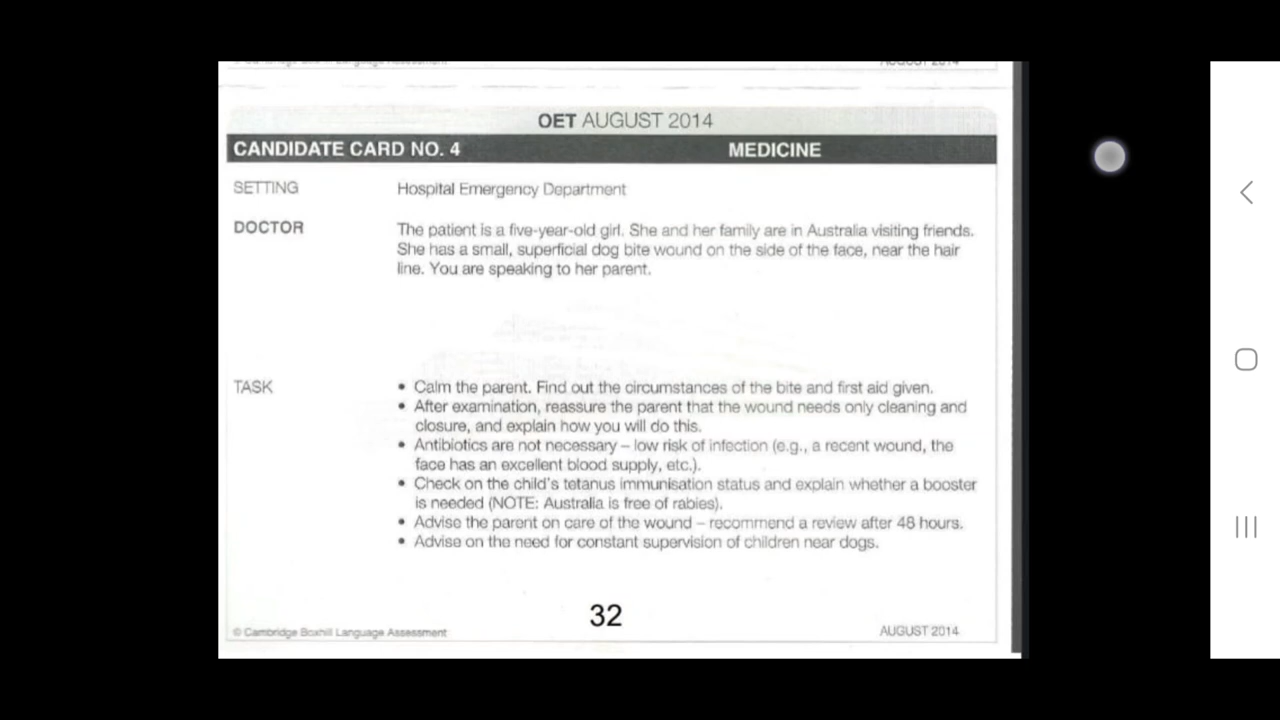 OET AUGUST 2014
CANDIDATE CARD NO. 4 MEDICINE
SETTING Hospital Emergency Department
DOCTOR The patient is a five-year-old girl. She and her family are in Australia visiting friends.
She has a small, superficial dog bite wound on the side of the face, near the hair
line. You are speaking to her parent.
TASK • Calm the parent. Find out the circumstances of the bite and first aid given.
• After examination, reassure the parent that the wound needs only cleaning and
closure, and explain how you will do this.
• Antibiotics are not necessary – low risk of infection (e.g., a recent wound, the
face has an excellent blood supply, etc.).
• Check on the child's tetanus immunisation status and explain whether a booster
is needed (NOTE: Australia is free of rabies).
• Advise the parent on care of the wound – recommend a review after 48 hours.
• Advise on the need for constant supervision of children near dogs.
32
© Cambridge Boxhill Language Assessment AUGUST 2014